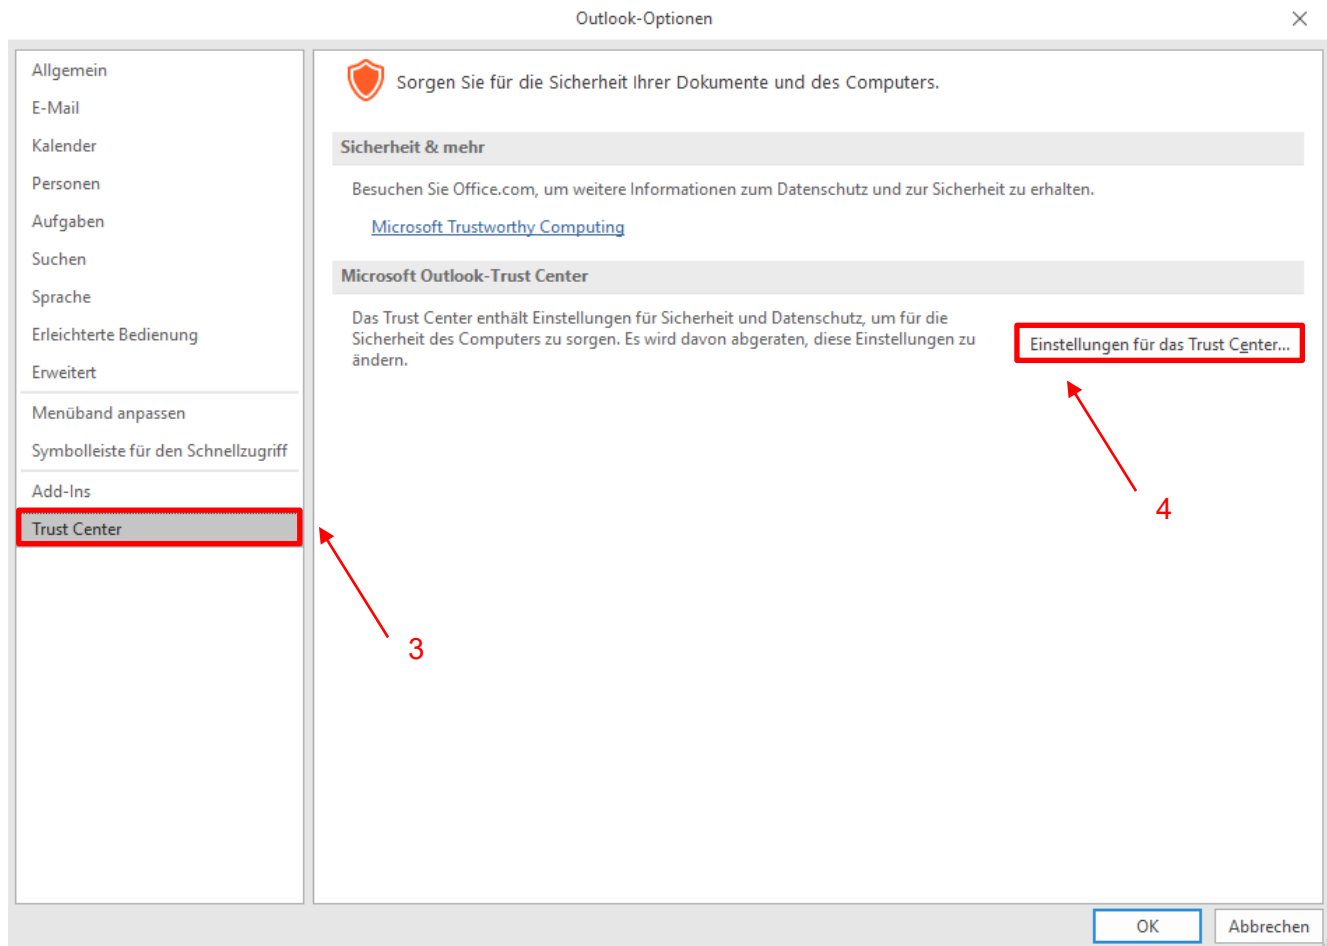 Outlook-Optionen
Allgemein
E-Mail
Kalender
Personen
Aufgaben
Suchen
Sprache
Erleichterte Bedienung
Erweitert
Menüband anpassen
Symbolleiste für den Schnellzugriff
Add-Ins
Trust Center
Sorgen Sie für die Sicherheit Ihrer Dokumente und des Computers.
Sicherheit & mehr
Besuchen Sie Office.com, um weitere Informationen zum Datenschutz und zur Sicherheit zu erhalten.
Microsoft Trustworthy Computing
Microsoft Outlook-Trust Center
Das Trust Center enthält Einstellungen für Sicherheit und Datenschutz, um für die
Sicherheit des Computers zu sorgen. Es wird davon abgeraten, diese Einstellungen zu
ändern.
Einstellungen für das Trust Center...
4
3
OK
Abbrechen